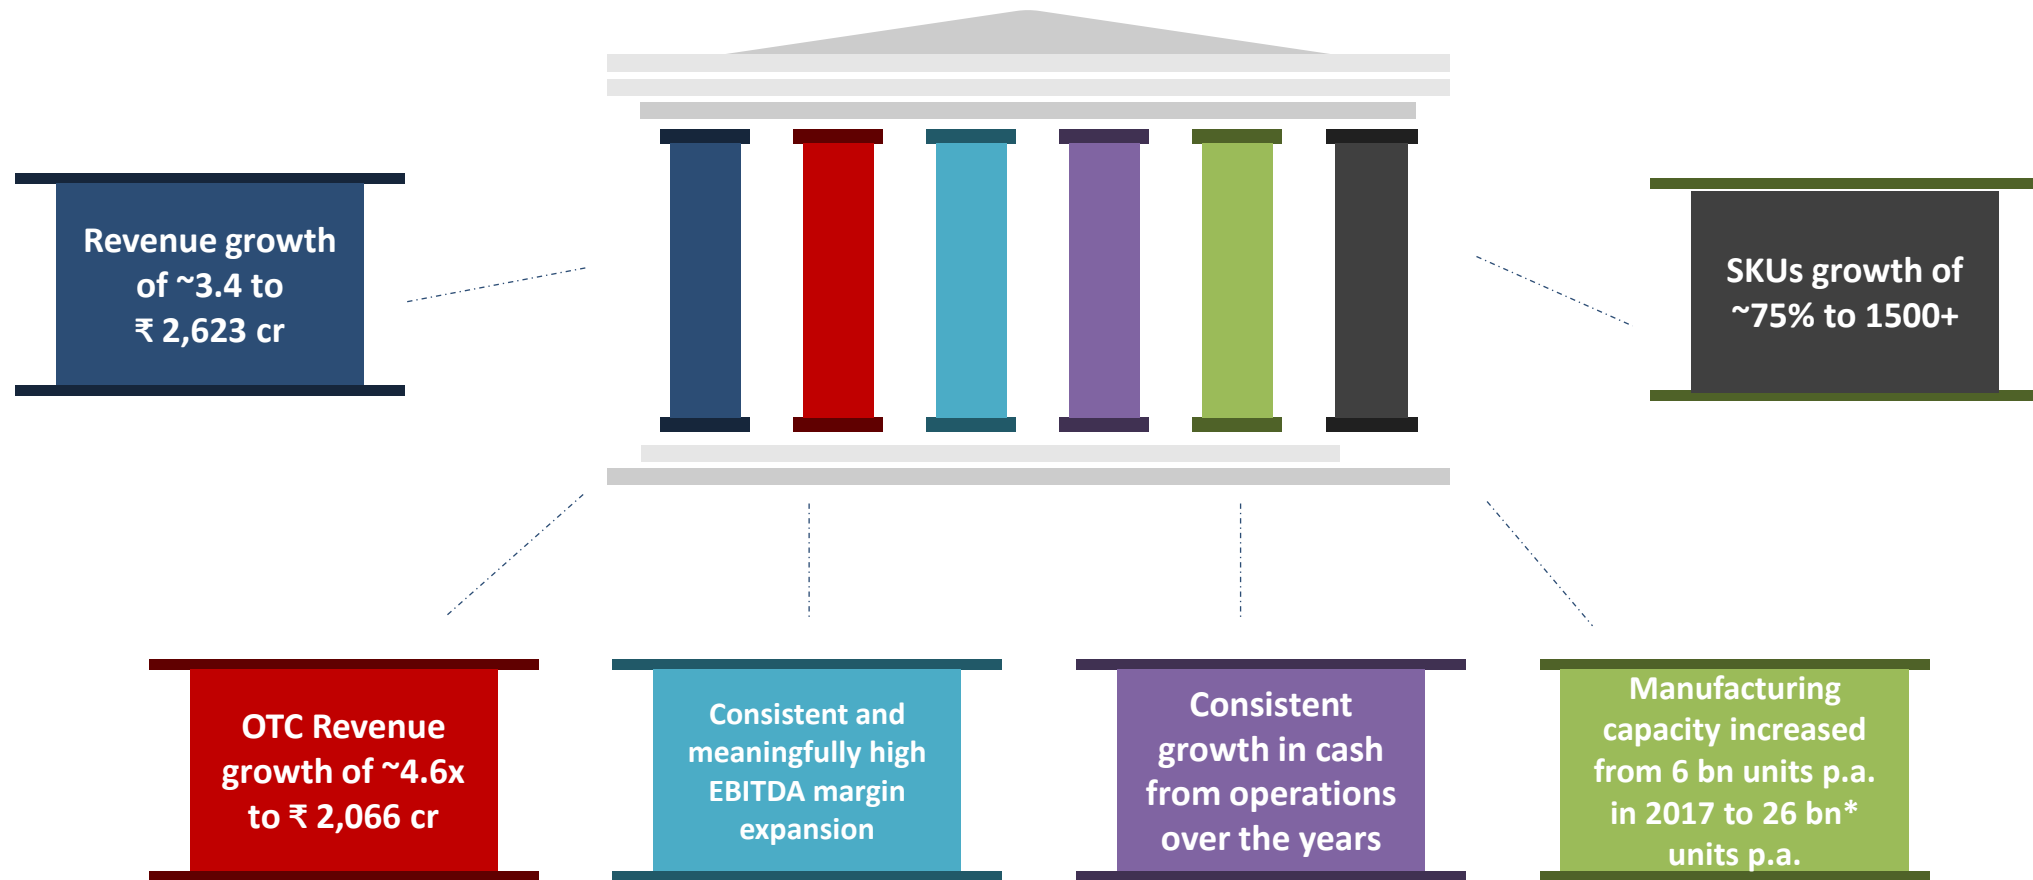 Revenue growth
of ~3.4 to
₹ 2,623 cr
SKUs growth of
~75% to 1500+
OTC Revenue
growth of ~4.6x
to ₹ 2,066 cr
Consistent and
meaningfully high
EBITDA margin
expansion
Consistent
growth in cash
from operations
over the years
Manufacturing
capacity increased
from 6 bn units p.a.
in 2017 to 26 bn*
units p.a.